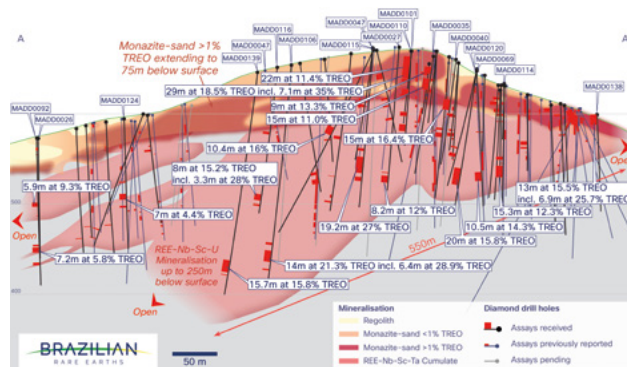 A
A
MADD0092
MADD0026
MADD0124
MADD0139
MADD0047
MADD0116
MADD0106
MADD0115
MADD0047
MADD0027
MADD0110
MADD0101
MADD0035
MADD0040
MADD0120
MADD0069
MADD0114
MADD0138
Monazite-sand >1%
TREO extending to
75m below surface
22m at 11.4% TREO
29m at 18.5% TREO incl. 7.1m at 35% TREO
9m at 13.3% TREO
15m at 11.0% TREO
15m at 16.4% TREO
10.4m at 16% TREO
8m at 15.2% TREO
incl. 3.3m at 28% TREO
5.9m at 9.3% TREO
7m at 4.4% TREO
7.2m at 5.8% TREO
Open
Open
Open
REE-Nb-Sc-U
Mineralisation
up to 250m
below surface
13m at 15.5% TREO
incl. 6.9m at 25.7% TREO
15.3m at 12.3% TREO
8.2m at 12% TREO
10.5m at 14.3% TREO
19.2m at 27% TREO
20m at 15.8% TREO
550m
14m at 21.3% TREO incl. 6.4m at 28.9% TREO
15.7m at 15.8% TREO
400
BRAZILIAN
RARE EARTHS
50 m
Mineralisation
Regolith
Monazite-sand <1% TREO
Monazite-sand >1% TREO
REE-Nb-Sc-Ta Cumulate
Diamond drill holes
Assays received
Assays previously reported
Assays pending